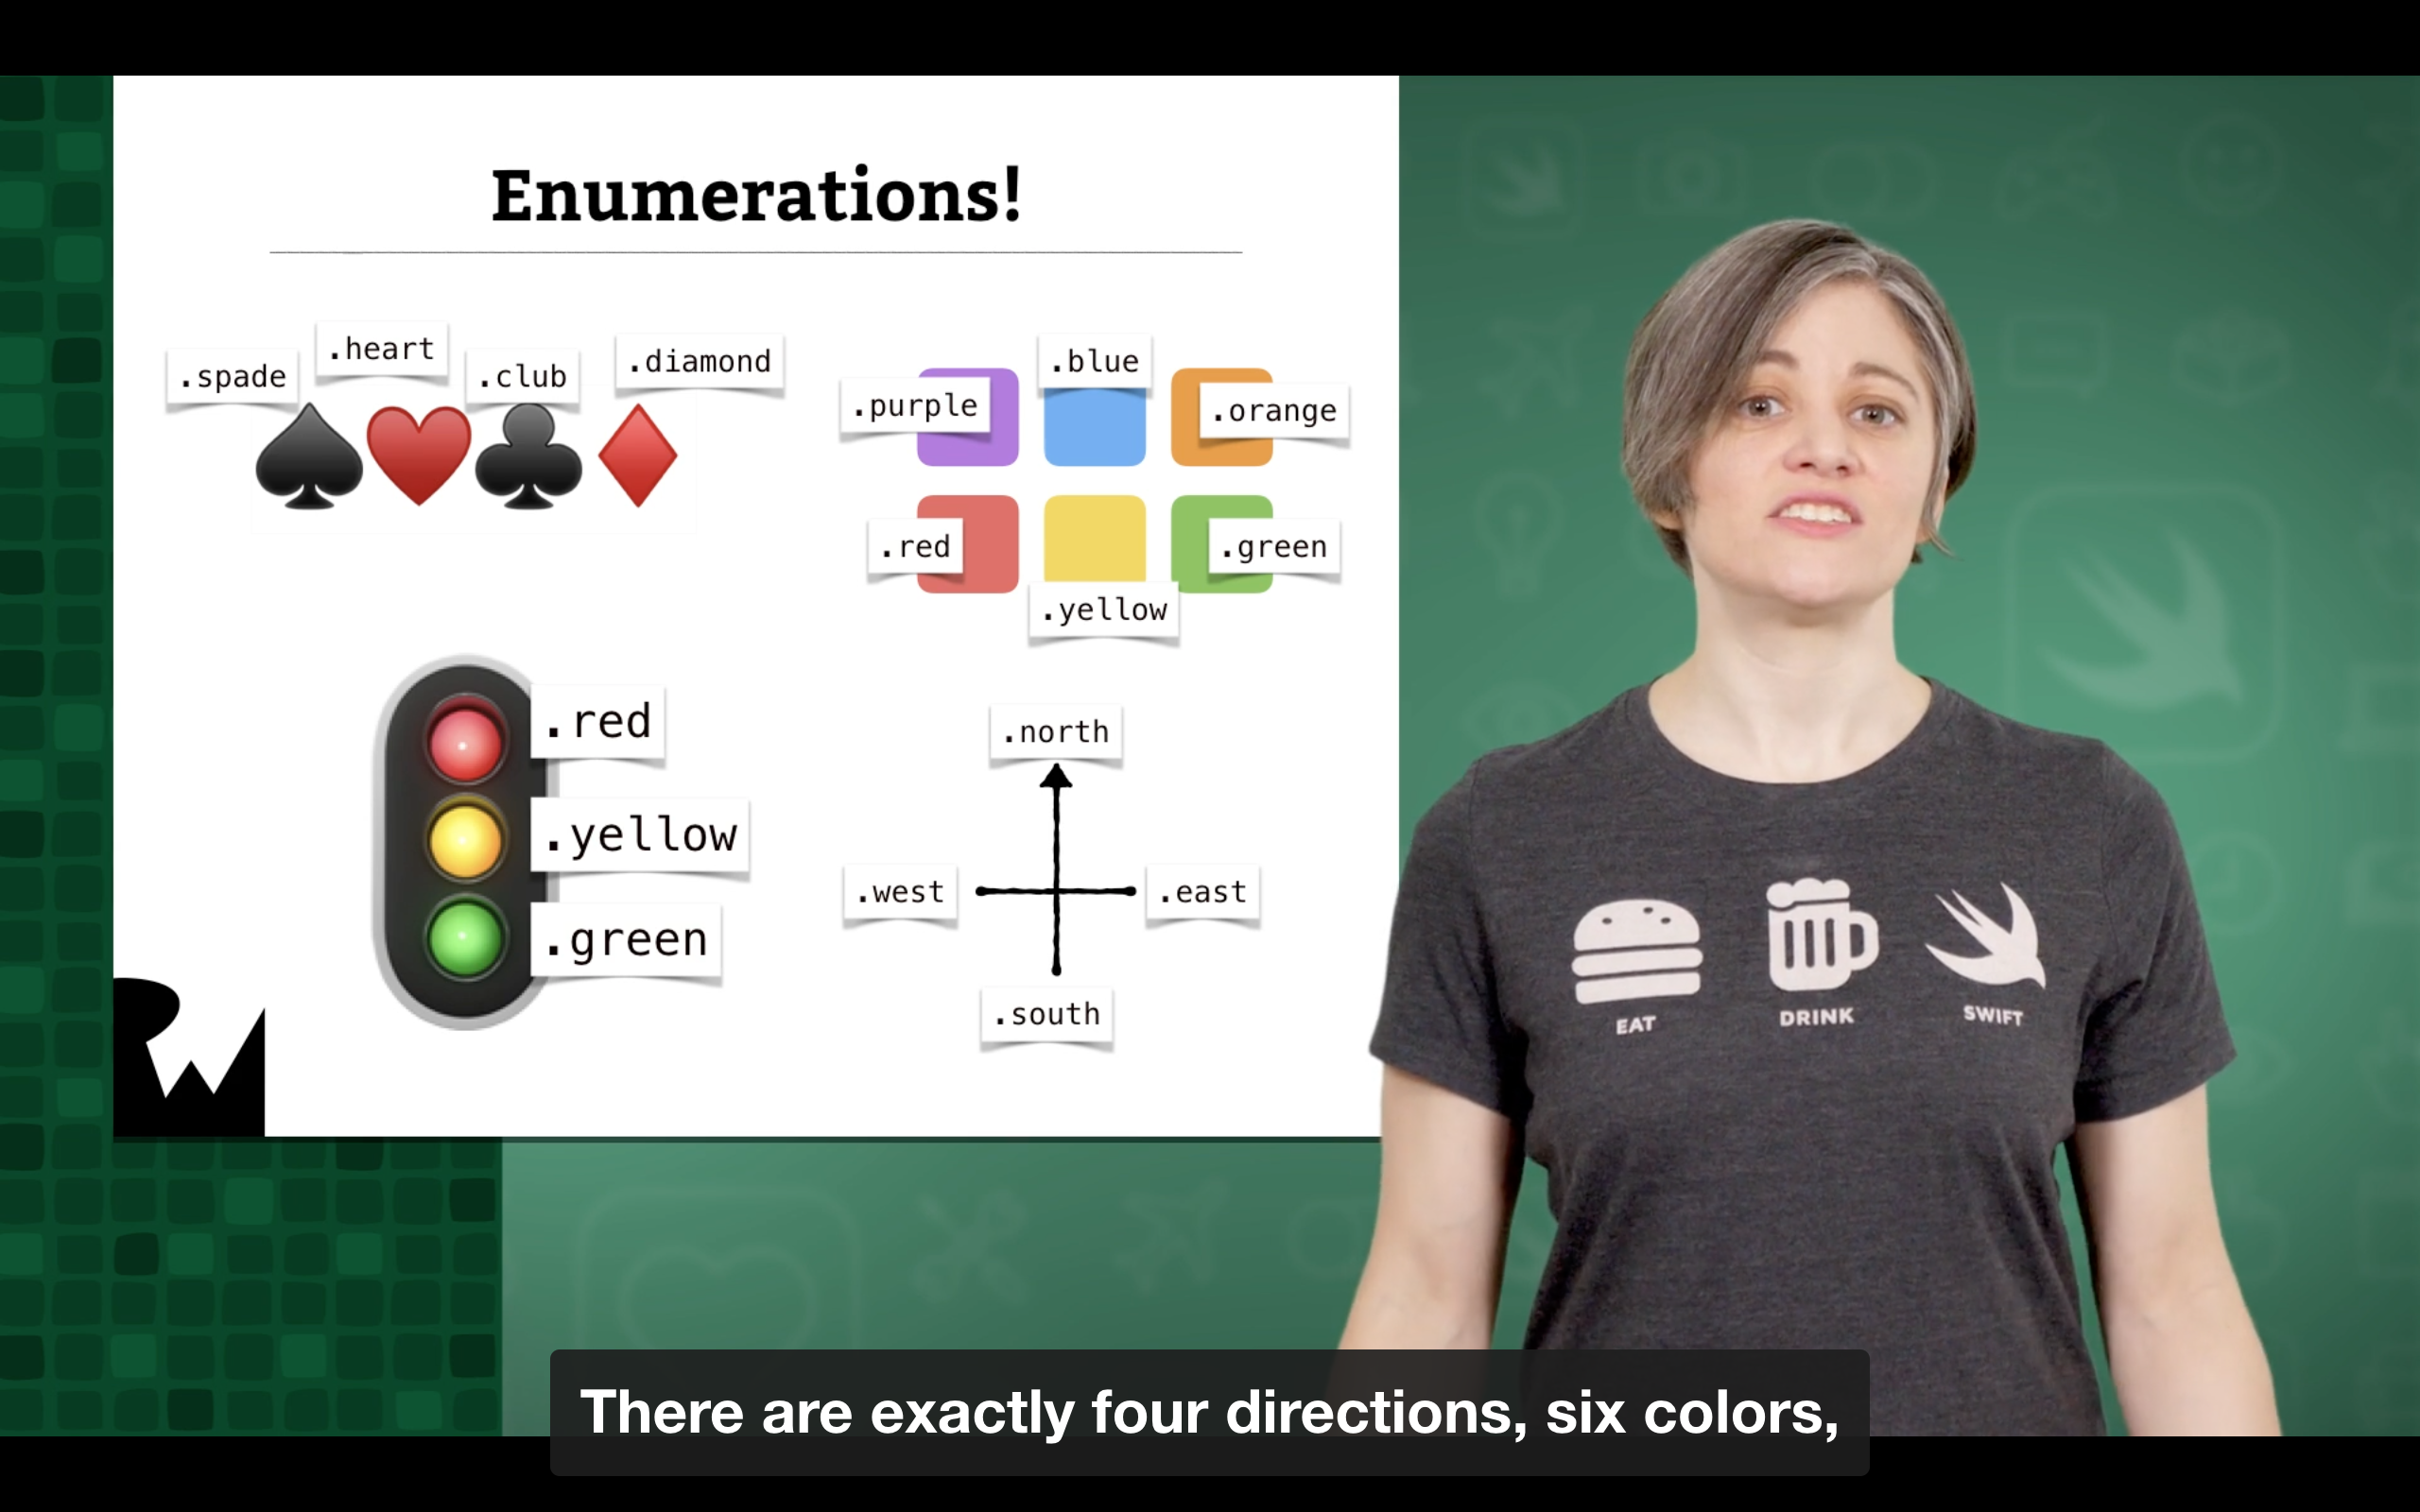 Enumerations!
.spade
.heart
.club
.diamond
.purple
.blue
.orange
.red
.yellow
.green
.red
.yellow
.green
.north
.west
.east
.south
EAT
DRINK
SWIFT
There are exactly four directions, six colors,